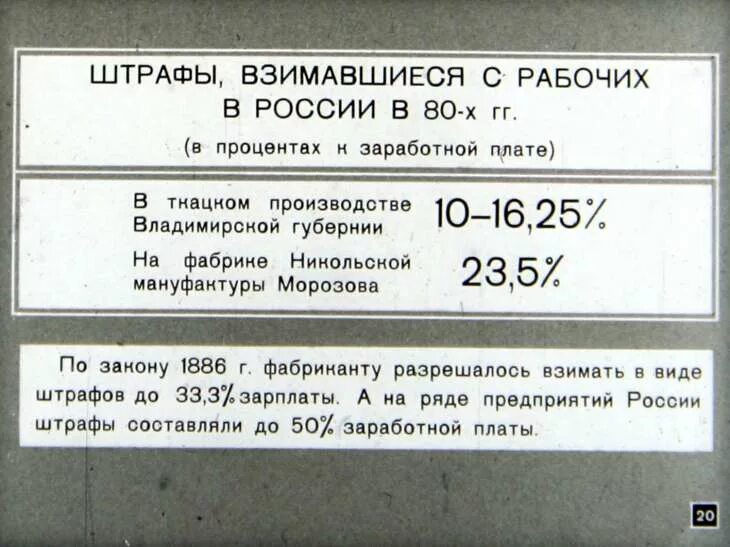 ШТРАФЫ, ВЗИМАВШИЕСЯ С РАБОЧИХ
В РОССИИ В 80-х гг.
(в процентах к заработной плате)
В ткацком производстве
Владимирской губернии 10–16,25%
На фабрике Никольской
мануфактуры Морозова 23,5%
По закону 1886 г. фабриканту разрешалось взимать в виде
штрафов до 33,3% зарплаты. А на ряде предприятий России
штрафы составляли до 50% заработной платы.
20